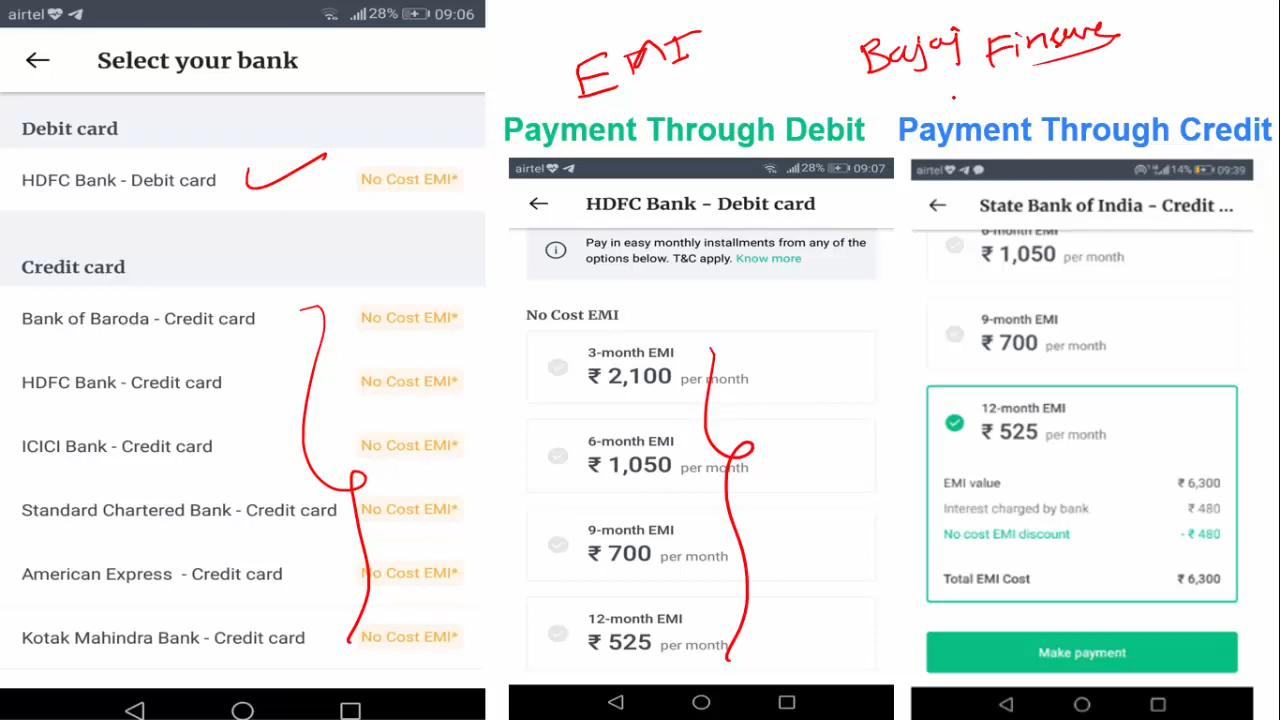 airtel 28% 09:06
Select your bank
Debit card
HDFC Bank - Debit card No Cost EMI*
Credit card
Bank of Baroda - Credit card No Cost EMI*
HDFC Bank - Credit card No Cost EMI*
ICICI Bank - Credit card No Cost EMI*
Standard Chartered Bank - Credit card No Cost EMI*
American Express - Credit card No Cost EMI*
Kotak Mahindra Bank - Credit card No Cost EMI*
EMI
Payment Through Debit
airtel 28% 09:07
HDFC Bank - Debit card
Pay in easy monthly installments from any of the
options below. T&C apply. Know more
No Cost EMI
3-month EMI
₹ 2,100 per month
6-month EMI
₹ 1,050 per month
9-month EMI
₹ 700 per month
12-month EMI
₹ 525 per month
Bajaj
Payment Through Credit
airtel 14% 09:39
State Bank of India - Credit ...
6-month EMI
₹ 1,050 per month
9-month EMI
₹ 700 per month
12-month EMI
₹ 525 per month
EMI value ₹ 6,300
Interest charged by bank ₹ 480
No cost EMI discount - ₹ 480
Total EMI Cost ₹ 6,300
Make payment